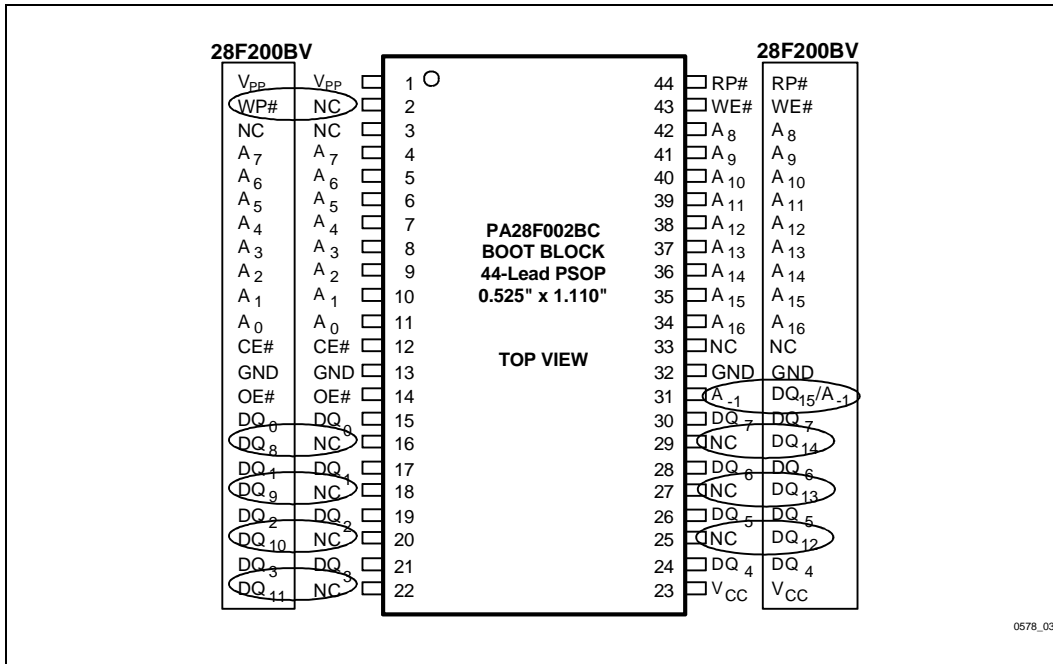 28F200BV 28F200BV
VPP VPP 1 44 RP# RP#
WP# NC 2 43 WE# WE#
NC NC 3 42 A8 A8
A7 A7 4 41 A9 A9
A6 A6 5 40 A10 A10
A5 A5 6 39 A11 A11
A4 A4 7 38 A12 A12
A3 A3 8 37 A13 A13
A2 A2 9 36 A14 A14
A1 A1 10 35 A15 A15
A0 A0 11 34 A16 A16
CE# CE# 12 33 NC NC
GND GND 13 32 GND GND
OE# OE# 14 31 A-1 DQ15/A-1
DQ0 DQ0 15 30 DQ7 DQ7
DQ8 NC 16 29 NC DQ14
DQ1 DQ1 17 28 DQ6 DQ6
DQ9 NC 18 27 NC DQ13
DQ2 DQ2 19 26 DQ5 DQ5
DQ10 NC 20 25 NC DQ12
DQ3 DQ3 21 24 DQ4 DQ4
DQ11 NC 22 23 VCC VCC
PA28F002BC
BOOT BLOCK
44-Lead PSOP
0.525" x 1.110"
TOP VIEW
0578_03